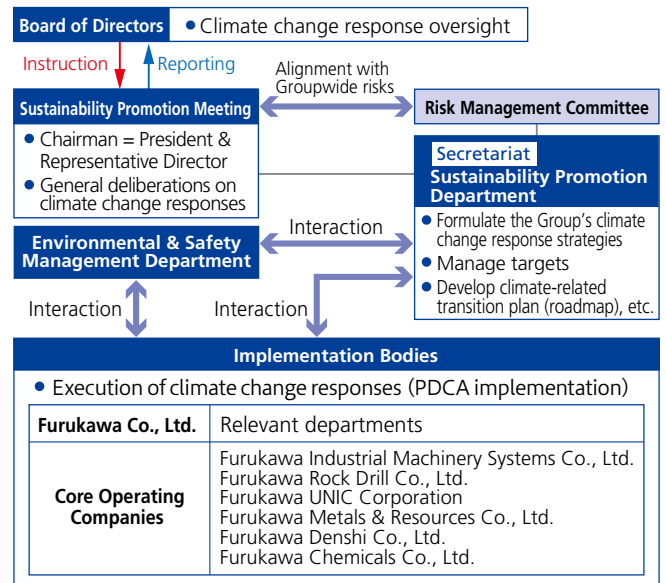 Board of Directors
● Climate change response oversight
Instruction
Reporting
Alignment with
Groupwide risks
Sustainability Promotion Meeting
● Chairman = President &
Representative Director
● General deliberations on
climate change responses
Risk Management Committee
Secretariat
Sustainability Promotion
Department
● Formulate the Group's climate
change response strategies
● Manage targets
● Develop climate-related
transition plan (roadmap), etc.
Interaction
Environmental & Safety
Management Department
Interaction
Interaction
Implementation Bodies
● Execution of climate change responses (PDCA implementation)
Furukawa Co., Ltd.
Relevant departments
Core Operating
Companies
Furukawa Industrial Machinery Systems Co., Ltd.
Furukawa Rock Drill Co., Ltd.
Furukawa UNIC Corporation
Furukawa Metals & Resources Co., Ltd.
Furukawa Denshi Co., Ltd.
Furukawa Chemicals Co., Ltd.